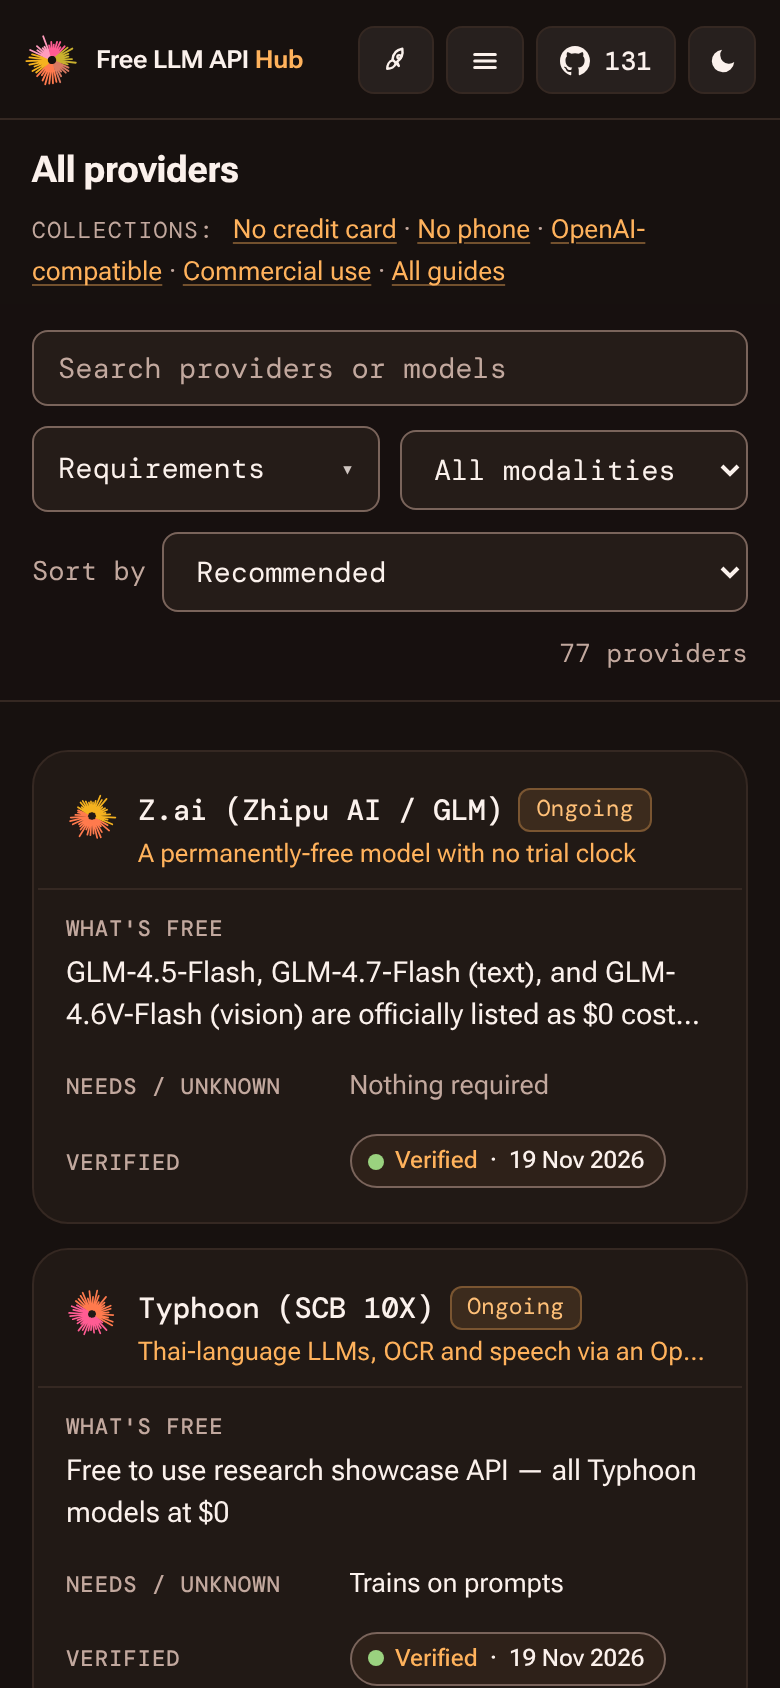 Free LLM API Hub
131
All providers
COLLECTIONS: No credit card · No phone · OpenAI-
compatible · Commercial use · All guides
Search providers or models
Requirements
All modalities
Sort by
Recommended
77 providers
Z.ai (Zhipu AI / GLM)
Ongoing
A permanently-free model with no trial clock
WHAT'S FREE
GLM-4.5-Flash, GLM-4.7-Flash (text), and GLM-
4.6V-Flash (vision) are officially listed as $0 cost...
NEEDS / UNKNOWN
Nothing required
VERIFIED
Verified · 19 Nov 2026
Typhoon (SCB 10X)
Ongoing
Thai-language LLMs, OCR and speech via an Op...
WHAT'S FREE
Free to use research showcase API — all Typhoon
models at $0
NEEDS / UNKNOWN
Trains on prompts
VERIFIED
Verified · 19 Nov 2026